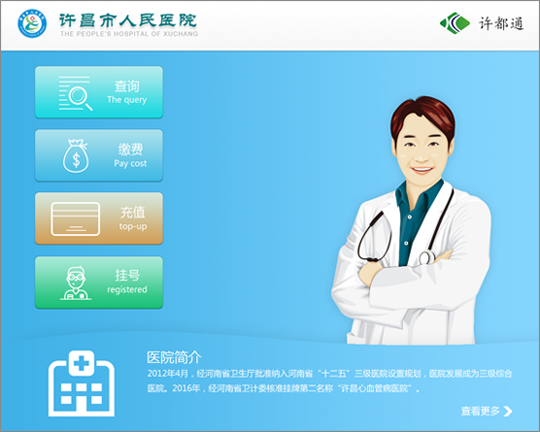 许昌市人民医院
THE PEOPLE'S HOSPITAL OF XUCHANG
许都通
查询
The query
缴费
Pay cost
充值
top-up
挂号
registered
医院简介
2012年4月，经河南省卫生厅批准纳入河南省“十二五”三级医院设置规划，医院发展成为三级综合
医院。2016年，经河南省卫计委核准挂牌第二名称“许昌心血管病医院”。
查看更多